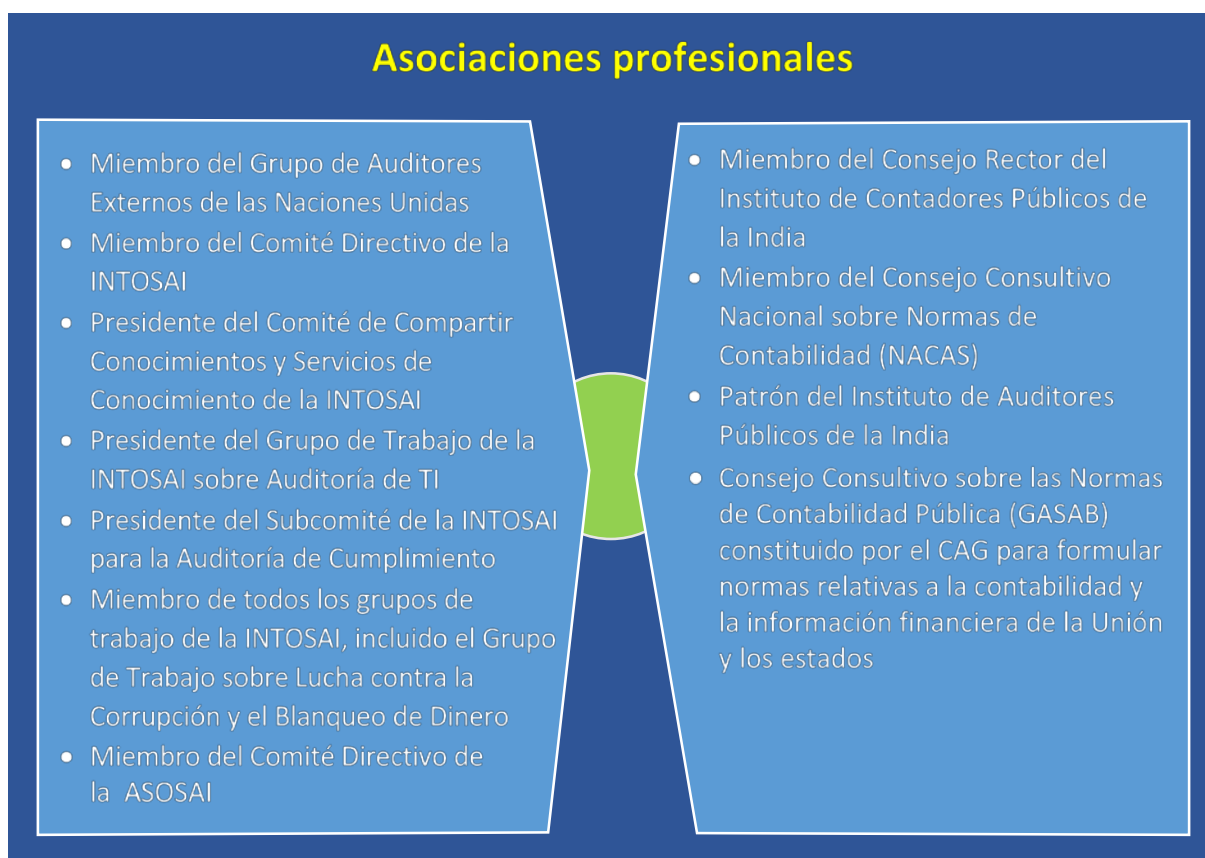 Asociaciones profesionales
• Miembro del Grupo de Auditores
Externos de las Naciones Unidas
• Miembro del Comité Directivo de la
INTOSAI
• Presidente del Comité de Compartir
Conocimientos y Servicios de
Conocimiento de la INTOSAI
• Presidente del Grupo de Trabajo de la
INTOSAI sobre Auditoría de TI
• Presidente del Subcomité de la INTOSAI
para la Auditoría de Cumplimiento
• Miembro de todos los grupos de
trabajo de la INTOSAI, incluido el Grupo
de Trabajo sobre Lucha contra la
Corrupción y el Blanqueo de Dinero
• Miembro del Comité Directivo de
la ASOSAI
• Miembro del Consejo Rector del
Instituto de Contadores Públicos de
la India
• Miembro del Consejo Consultivo
Nacional sobre Normas de
Contabilidad (NACAS)
• Patrón del Instituto de Auditores
Públicos de la India
• Consejo Consultivo sobre las Normas
de Contabilidad Pública (GASAB)
constituido por el CAG para formular
normas relativas a la contabilidad y
la información financiera de la Unión
y los estados